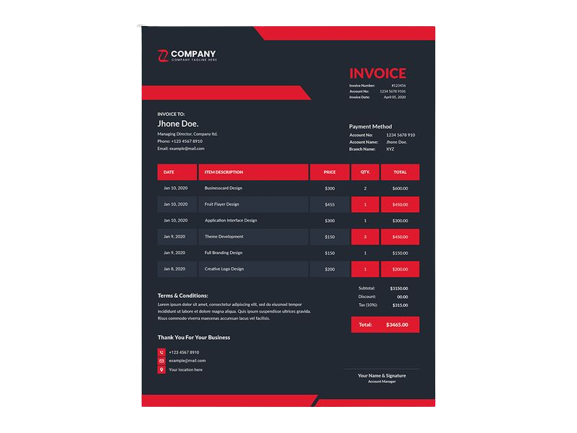 COMPANY
COMPANY TAGLINE HERE
INVOICE
Invoice Number: #123456
Account No: 1234 5678 9101
Invoice Date: April 05, 2020
INVOICE TO:
Jhone Doe.
Managing Director, Company ltd.
Phone: +123 4567 8910
Email: example@mail.com
Payment Method
Account No: 1234 5678 910
Account Name: Jhone Doe.
Branch Name: XYZ
DATE ITEM DESCRIPTION PRICE QTY. TOTAL
Jan 10, 2020 Businesscard Design $300 2 $600.00
Jan 10, 2020 Fruit Flayer Design $455 1 $450.00
Jan 10, 2020 Application Interface Design $300 1 $300.00
Jan 9, 2020 Theme Development $150 3 $450.00
Jan 9, 2020 Full Branding Design $150 1 $150.00
Jan 8, 2020 Creative Logo Design $200 1 $200.00
Subtotal: $3150.00
Discount: 00.00
Tax (10%): $315.00
Total: $3465.00
Terms & Conditions:
Lorem ipsum dolor sit amet, consectetur adipiscing elit, sed do eiusmod tempor
incididunt ut labore et dolore magna aliqua. Quis ipsum suspendisse ultrices gravida.
Risus commodo viverra maecenas accumsan lacus vel facilisis.
Thank You For Your Business
+123 4567 8910
example@mail.com
Your location here
Your Name & Signature
Account Manager